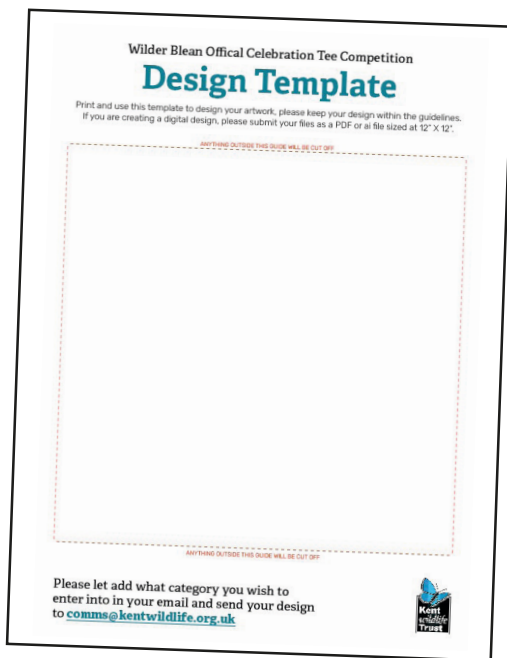 Wilder Blean Offical Celebration Tee Competition
Design Template
Print and use this template to design your artwork, please keep your design within the guidelines.
If you are creating a digital design, please submit your files as a PDF or ai file sized at 12" X 12".
ANYTHING OUTSIDE THIS GUIDE WILL BE CUT OFF
ANYTHING OUTSIDE THIS GUIDE WILL BE CUT OFF
Please let add what category you wish to
enter into in your email and send your design
to comms@kentwildlife.org.uk
Kent
wildlife
Trust